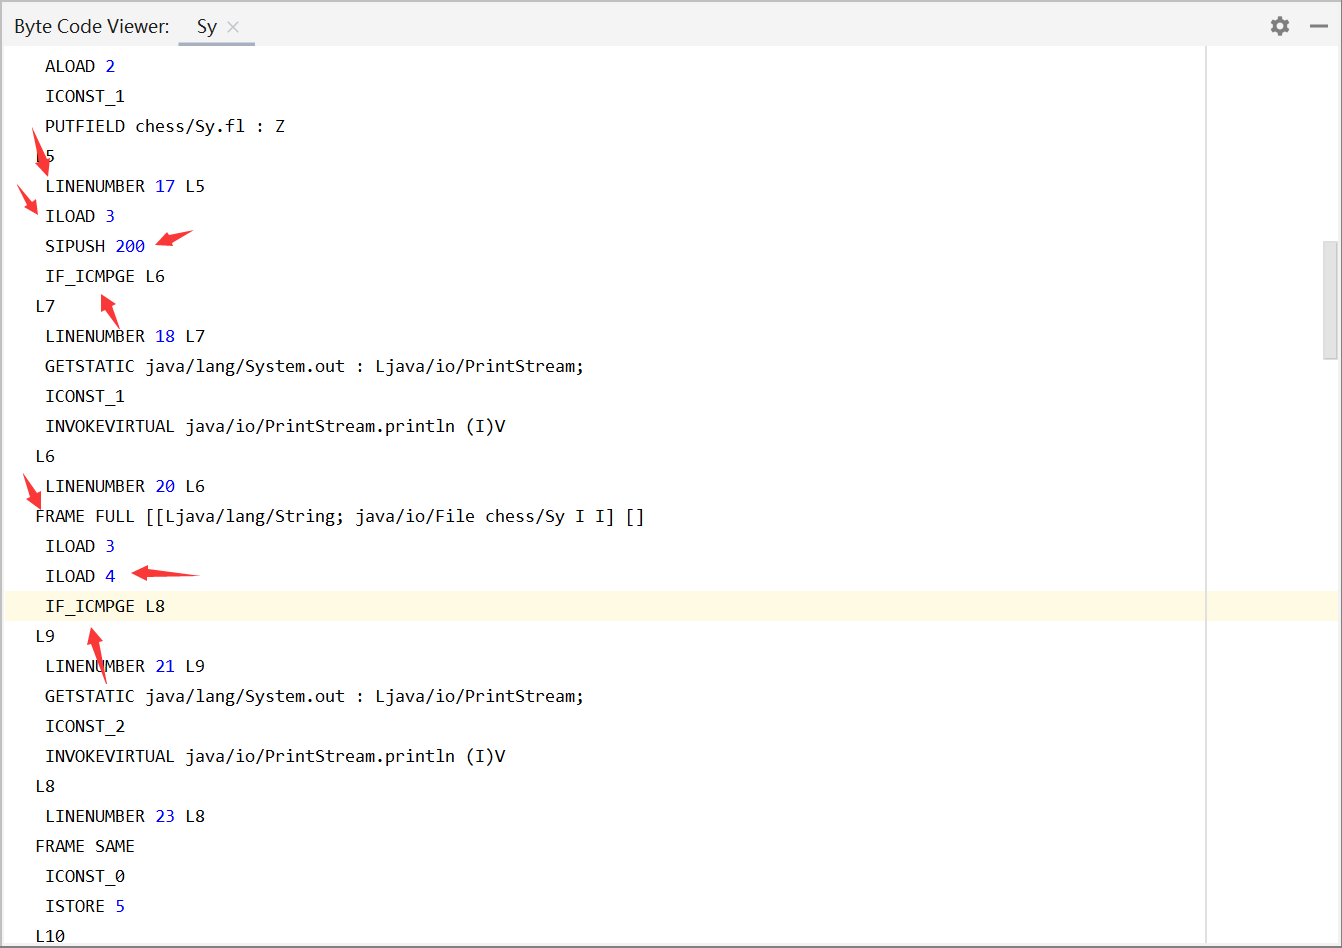 Byte Code Viewer: Sy
ALOAD 2
ICONST_1
PUTFIELD chess/Sy.fl : Z
L5
LINENUMBER 17 L5
ILOAD 3
SIPUSH 200
IF_ICMPGE L6
L7
LINENUMBER 18 L7
GETSTATIC java/lang/System.out : Ljava/io/PrintStream;
ICONST_1
INVOKEVIRTUAL java/io/PrintStream.println (I)V
L6
LINENUMBER 20 L6
FRAME FULL [[Ljava/lang/String; java/io/File chess/Sy I I] []
ILOAD 3
ILOAD 4
IF_ICMPGE L8
L9
LINENUMBER 21 L9
GETSTATIC java/lang/System.out : Ljava/io/PrintStream;
ICONST_2
INVOKEVIRTUAL java/io/PrintStream.println (I)V
L8
LINENUMBER 23 L8
FRAME SAME
ICONST_0
ISTORE 5
L10